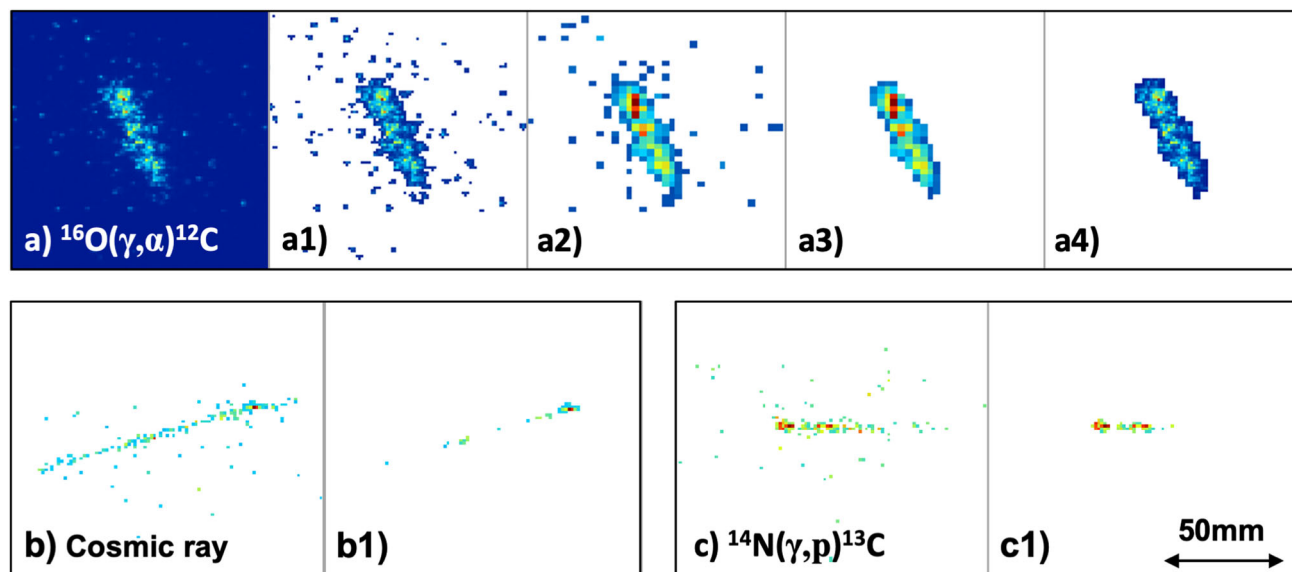 a) ¹⁶O(γ,α)¹²C
a1)
a2)
a3)
a4)
b) Cosmic ray
b1)
c) ¹⁴N(γ,p)¹³C
c1)
50mm